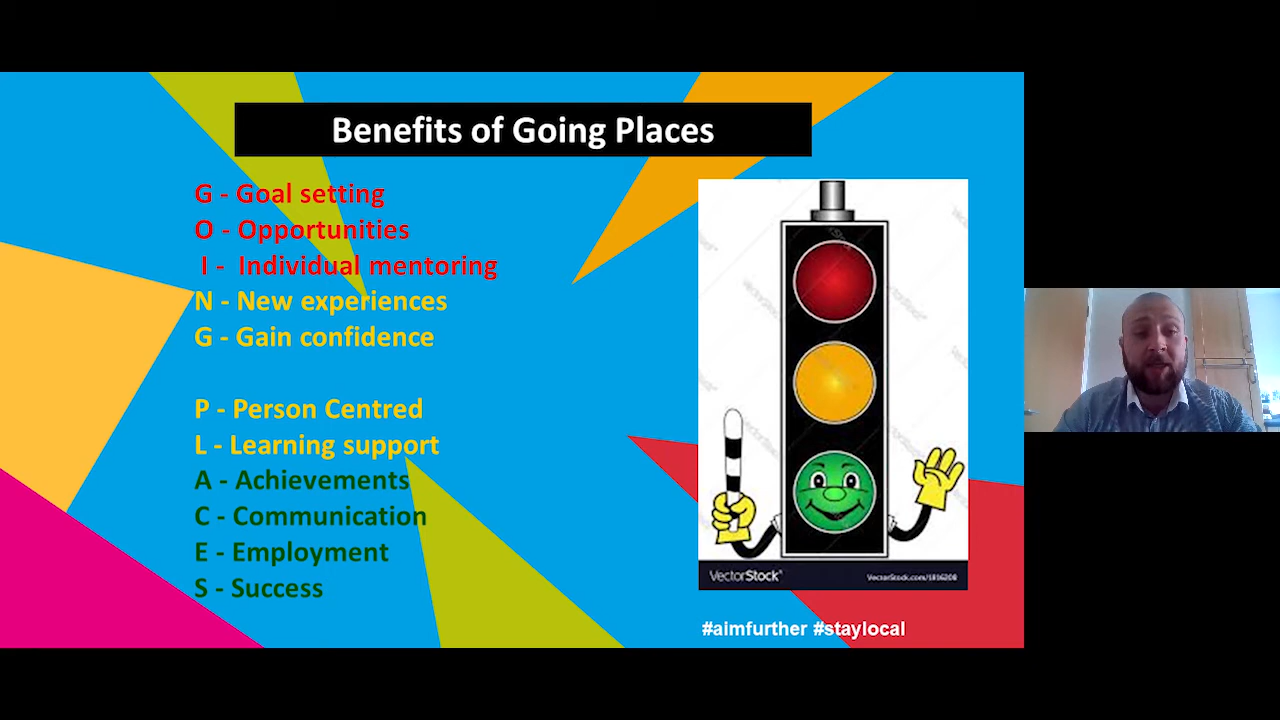 Benefits of Going Places
G - Goal setting
O - Opportunities
I - Individual mentoring
N - New experiences
G - Gain confidence
P - Person Centred
L - Learning support
A - Achievements
C - Communication
E - Employment
S - Success
VectorStock
VectorStock.com/1816208
#aimfurther #staylocal